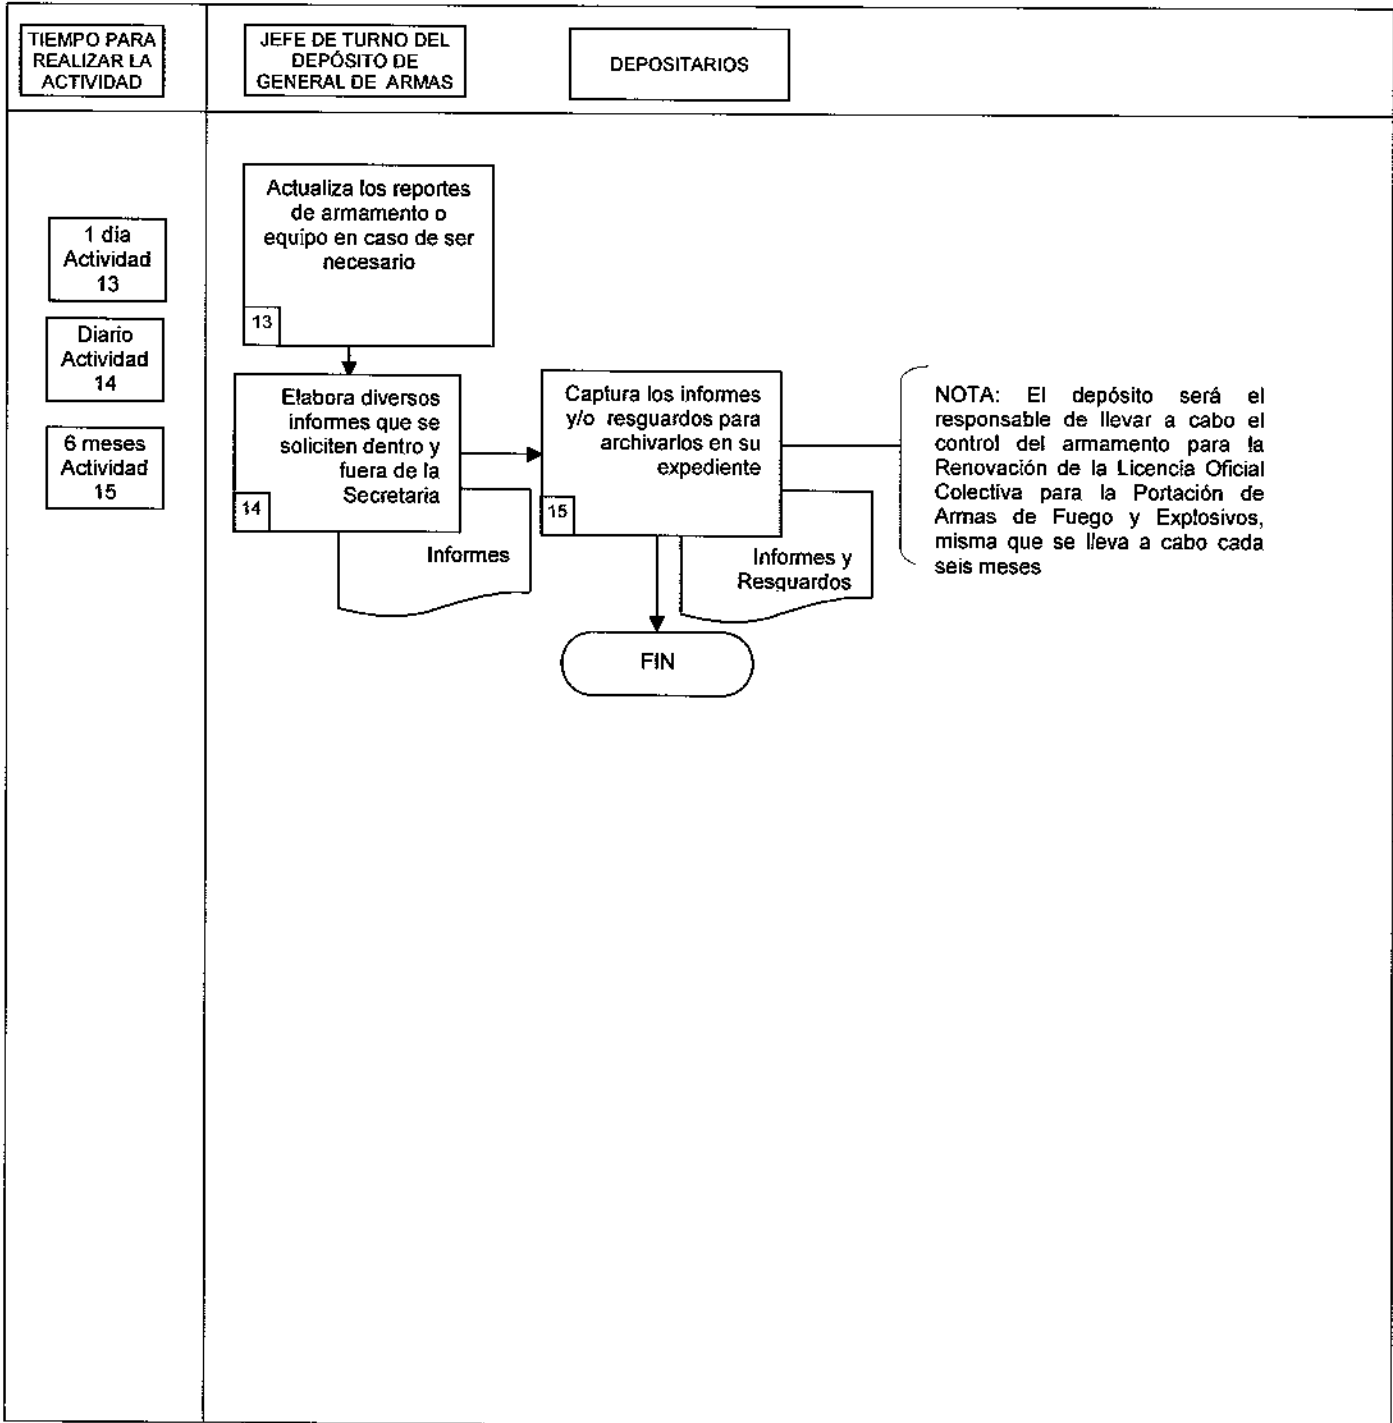 TIEMPO PARA
REALIZAR LA
ACTIVIDAD
JEFE DE TURNO DEL
DEPÓSITO DE
GENERAL DE ARMAS
DEPOSITARIOS
1 día
Actividad
13
Diario
Actividad
14
6 meses
Actividad
15
Actualiza los reportes
de armamento o
equipo en caso de ser
necesario
13
Elabora diversos
informes que se
soliciten dentro y
fuera de la
Secretaria
14
Informes
Captura los informes
y/o resguardos para
archivarlos en su
expediente
15
Informes y
Resguardos
FIN
NOTA: El depósito será el
responsable de llevar a cabo el
control del armamento para la
Renovación de la Licencia Oficial
Colectiva para la Portación de
Armas de Fuego y Explosivos,
misma que se lleva a cabo cada
seis meses